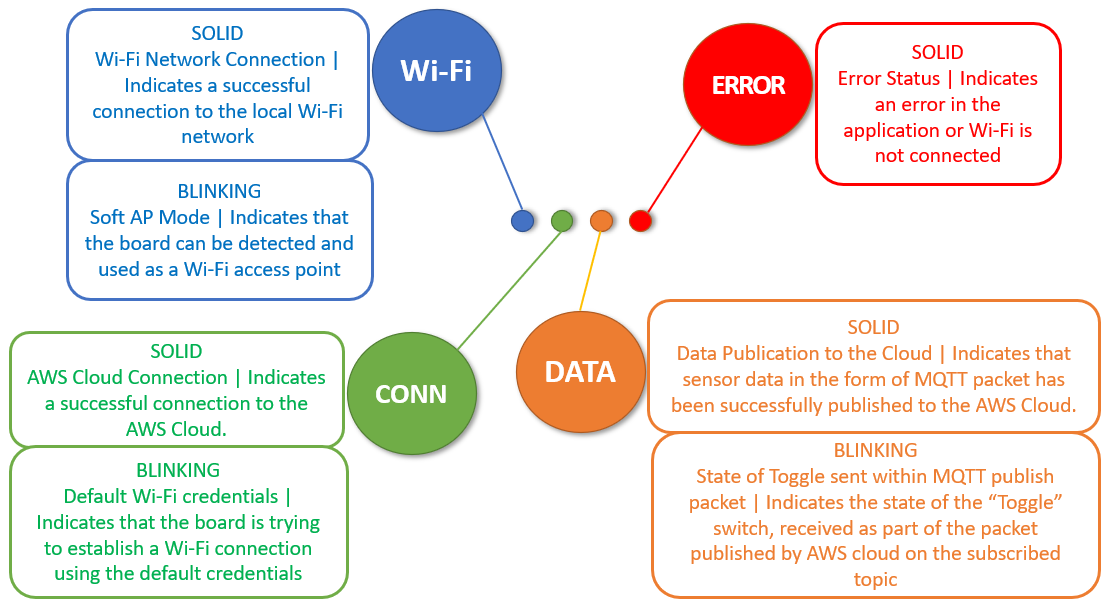 SOLID
Wi-Fi Network Connection |
Indicates a successful
connection to the local Wi-Fi
network
BLINKING
Soft AP Mode | Indicates that
the board can be detected and
used as a Wi-Fi access point
Wi-Fi
ERROR
SOLID
Error Status | Indicates
an error in the
application or Wi-Fi is
not connected
SOLID
AWS Cloud Connection | Indicates
a successful connection to the
AWS Cloud.
BLINKING
Default Wi-Fi credentials |
Indicates that the board is trying
to establish a Wi-Fi connection
using the default credentials
CONN
DATA
SOLID
Data Publication to the Cloud | Indicates that
sensor data in the form of MQTT packet has
been successfully published to the AWS Cloud.
BLINKING
State of Toggle sent within MQTT publish
packet | Indicates the state of the “Toggle”
switch, received as part of the packet
published by AWS cloud on the subscribed
topic